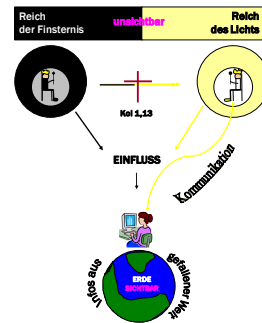 Reich
der Finsternis
unsichtbar
Reich
des Lichts
Kol 1,13
EINFLUSS
Kommunikation
Infos aus
gefallener Welt
ERDE
SICHTBAR